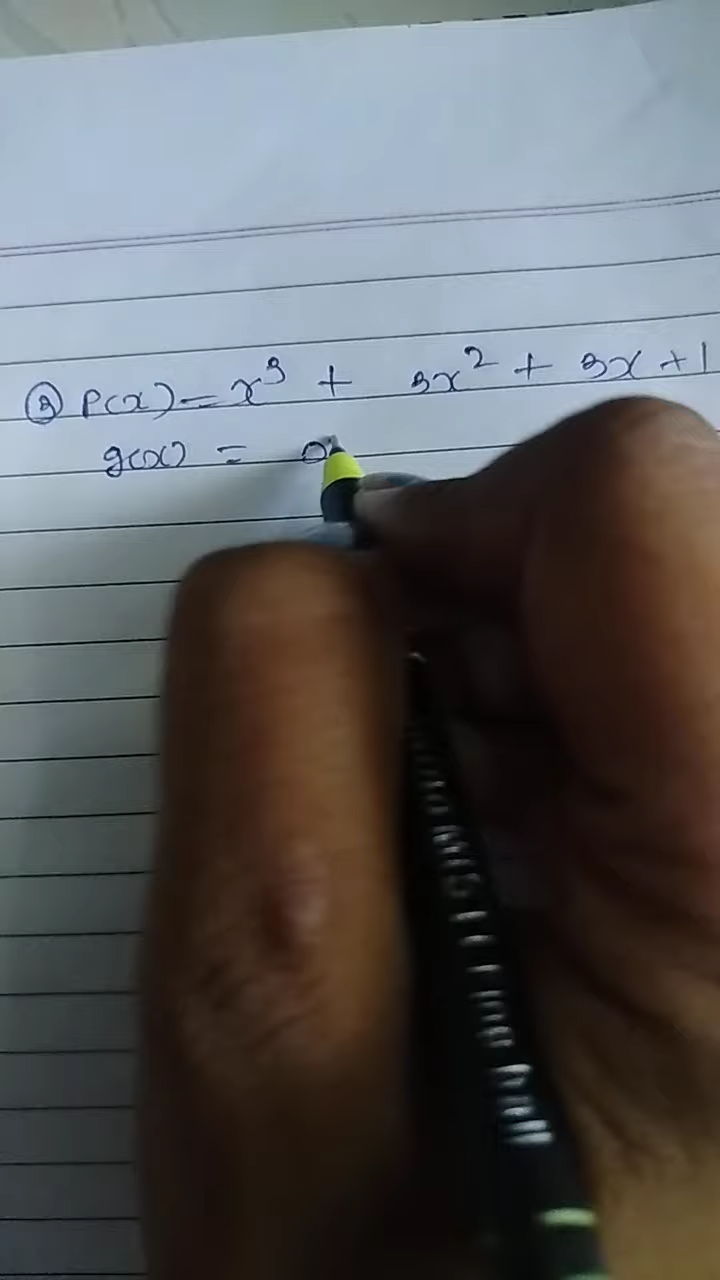 ③ P(x) = x³ + 3x² + 3x + 1
g(x) =